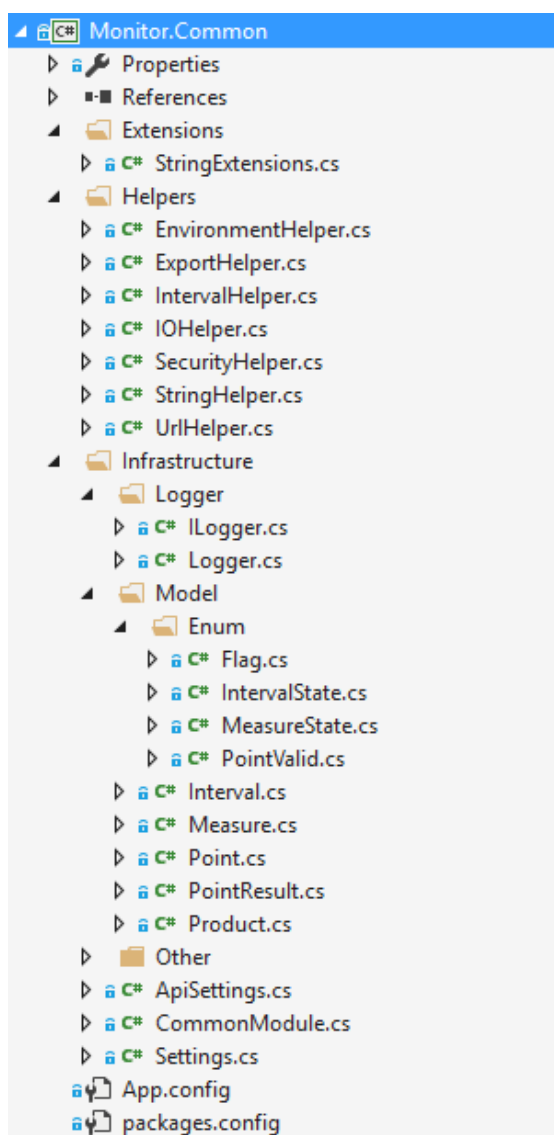 C# Monitor.Common
Properties
References
Extensions
C# StringExtensions.cs
Helpers
C# EnvironmentHelper.cs
C# ExportHelper.cs
C# IntervalHelper.cs
C# IOHelper.cs
C# SecurityHelper.cs
C# StringHelper.cs
C# UrlHelper.cs
Infrastructure
Logger
C# ILogger.cs
C# Logger.cs
Model
Enum
C# Flag.cs
C# IntervalState.cs
C# MeasureState.cs
C# PointValid.cs
C# Interval.cs
C# Measure.cs
C# Point.cs
C# PointResult.cs
C# Product.cs
Other
C# ApiSettings.cs
C# CommonModule.cs
C# Settings.cs
App.config
packages.config